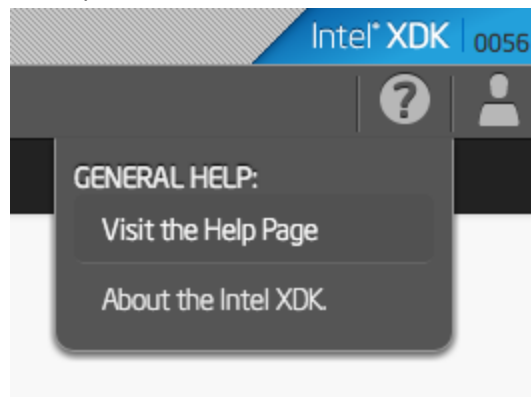 Intel® XDK | 0056
?
GENERAL HELP:
Visit the Help Page
About the Intel XDK.